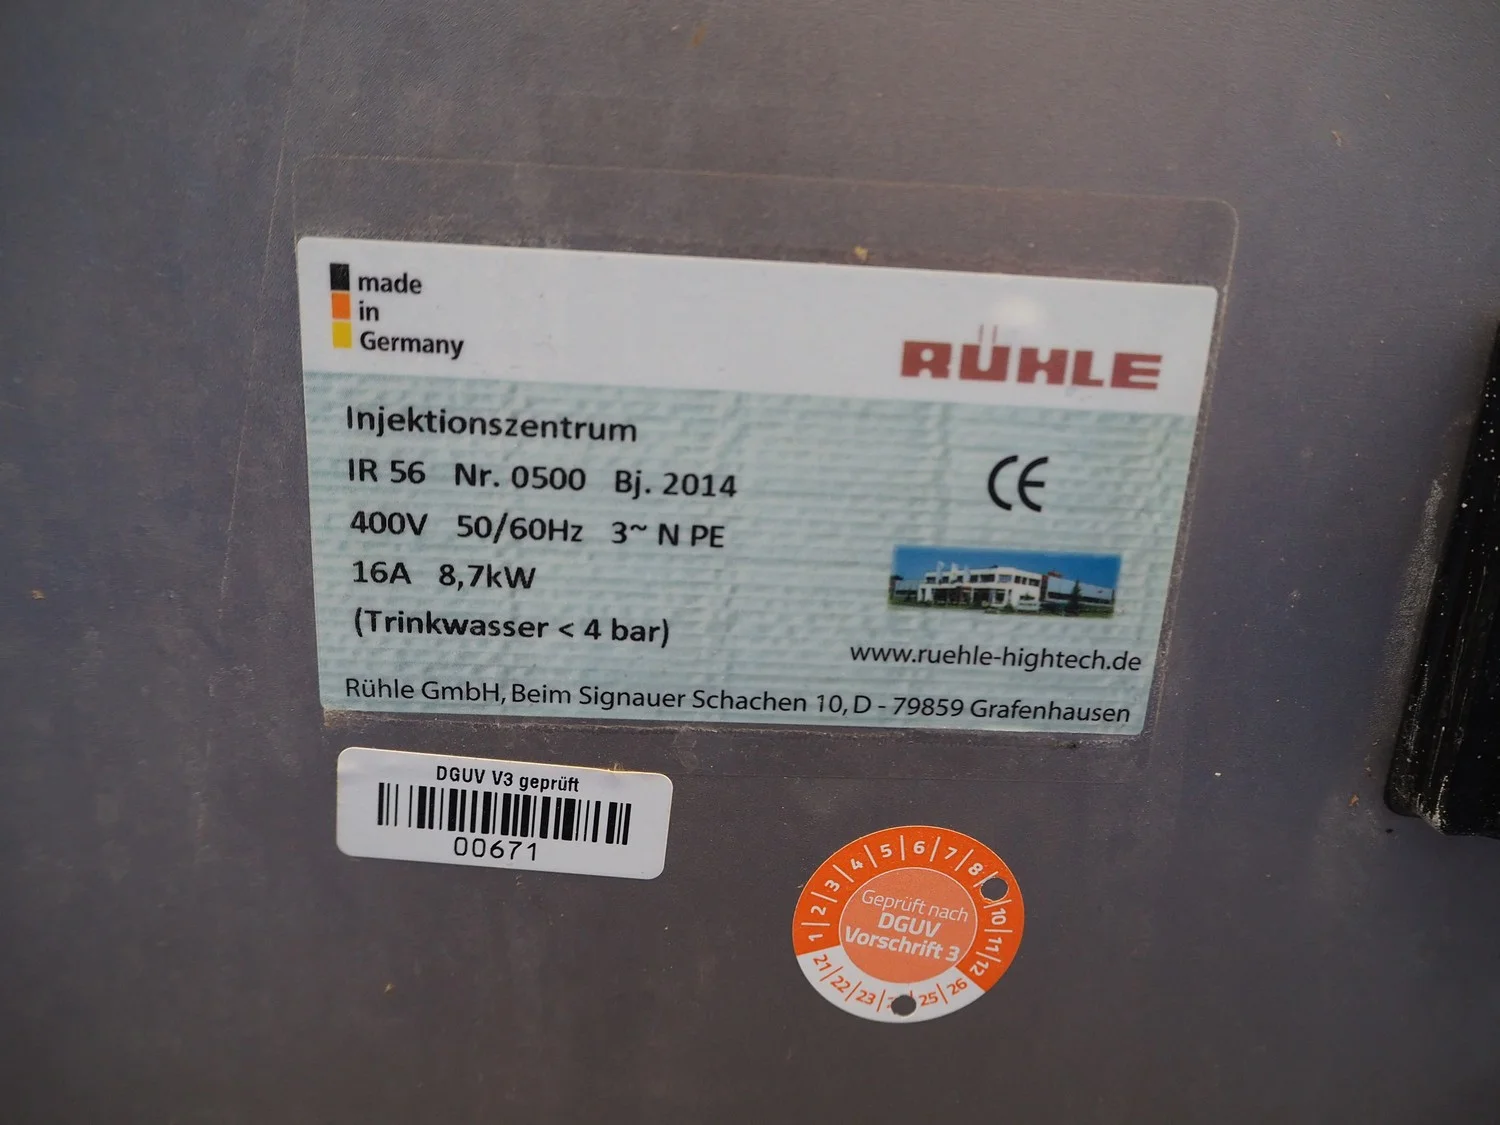 made
in
Germany
RÜHLE
Injektionszentrum
IR 56 Nr. 0500 Bj. 2014
400V 50/60Hz 3~ N PE
16A 8,7kW
(Trinkwasser < 4 bar)
CE
www.ruehle-hightech.de
Rühle GmbH, Beim Signauer Schachen 10, D - 79859 Grafenhausen
DGUV V3 geprüft
00671
1 | 2 | 3 | 4 | 5 | 6 | 7 | 8 | 10 | 11 | 12
Geprüft nach
DGUV
Vorschrift 3
21 | 22 | 23 | 25 | 26